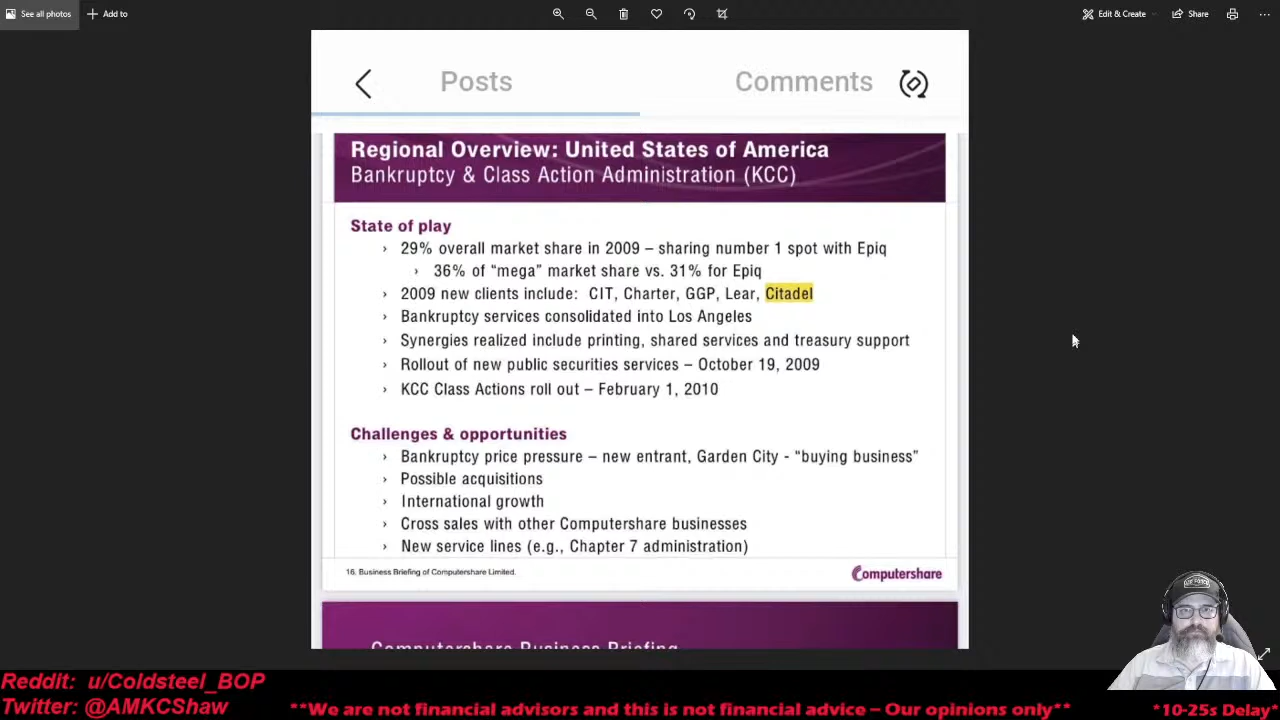 See all photos
Add to
Edit & Create
Share
Posts
Comments
Regional Overview: United States of America
Bankruptcy & Class Action Administration (KCC)
State of play
› 29% overall market share in 2009 – sharing number 1 spot with Epiq
› 36% of “mega” market share vs. 31% for Epiq
› 2009 new clients include: CIT, Charter, GGP, Lear, Citadel
› Bankruptcy services consolidated into Los Angeles
› Synergies realized include printing, shared services and treasury support
› Rollout of new public securities services – October 19, 2009
› KCC Class Actions roll out – February 1, 2010
Challenges & opportunities
› Bankruptcy price pressure – new entrant, Garden City - “buying business”
› Possible acquisitions
› International growth
› Cross sales with other Computershare businesses
› New service lines (e.g., Chapter 7 administration)
16. Business Briefing of Computershare Limited.
Computershare
Computershare Business Briefing
Reddit: u/Coldsteel_BOP
Twitter: @AMKCShaw
**We are not financial advisors and this is not financial advice – Our opinions only**
*10-25s Delay*